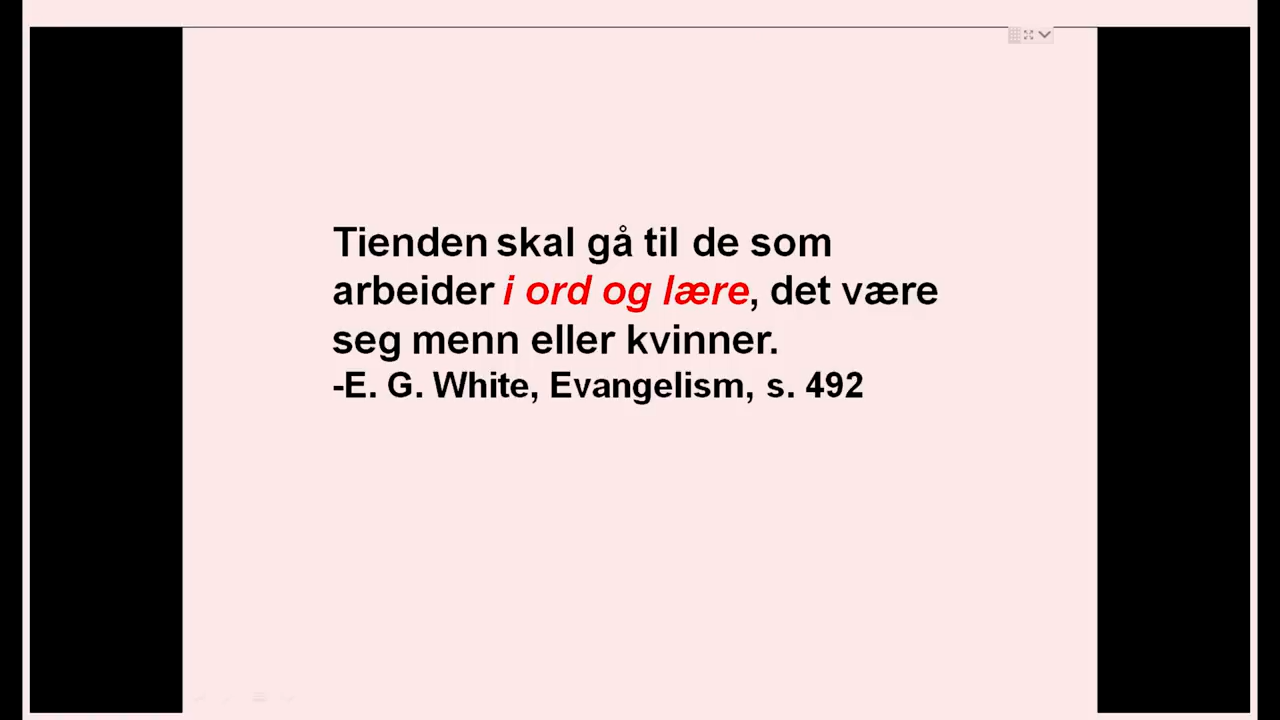 Tienden skal gå til de som
arbeider i ord og lære, det være
seg menn eller kvinner.
-E. G. White, Evangelism, s. 492